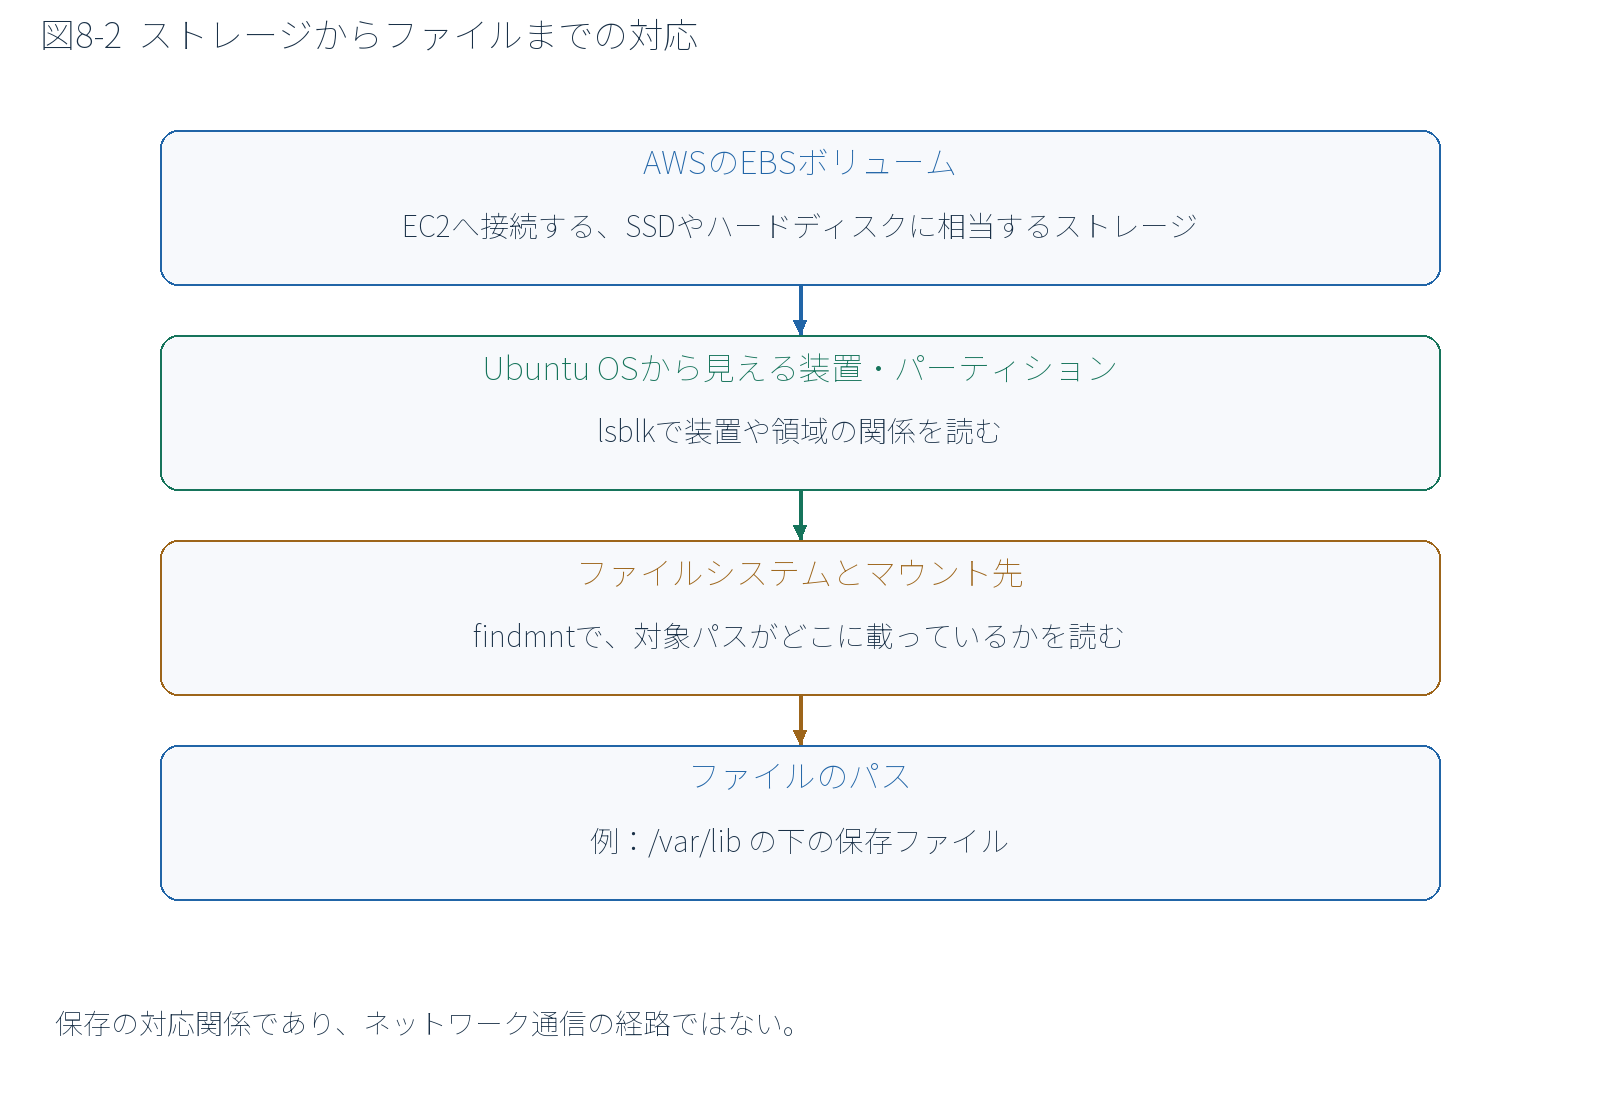 図8-2 ストレージからファイルまでの対応
AWSのEBSボリューム
EC2へ接続する、SSDやハードディスクに相当するストレージ
Ubuntu OSから見える装置・パーティション
lsblkで装置や領域の関係を読む
ファイルシステムとマウント先
findmntで、対象パスがどこに載っているかを読む
ファイルのパス
例：/var/lib の下の保存ファイル
保存の対応関係であり、ネットワーク通信の経路ではない。